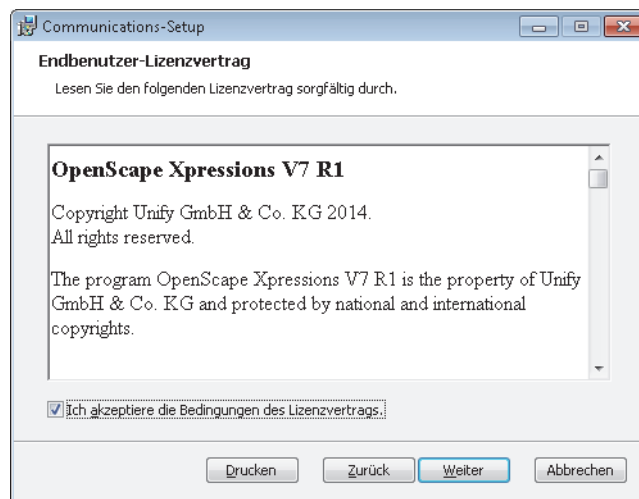 Communications-Setup
Endbenutzer-Lizenzvertrag
Lesen Sie den folgenden Lizenzvertrag sorgfältig durch.
OpenScape Xpressions V7 R1
Copyright Unify GmbH & Co. KG 2014.
All rights reserved.
The program OpenScape Xpressions V7 R1 is the property of Unify
GmbH & Co. KG and protected by national and international
copyrights.
Ich akzeptiere die Bedingungen des Lizenzvertrags.
Drucken Zurück Weiter Abbrechen